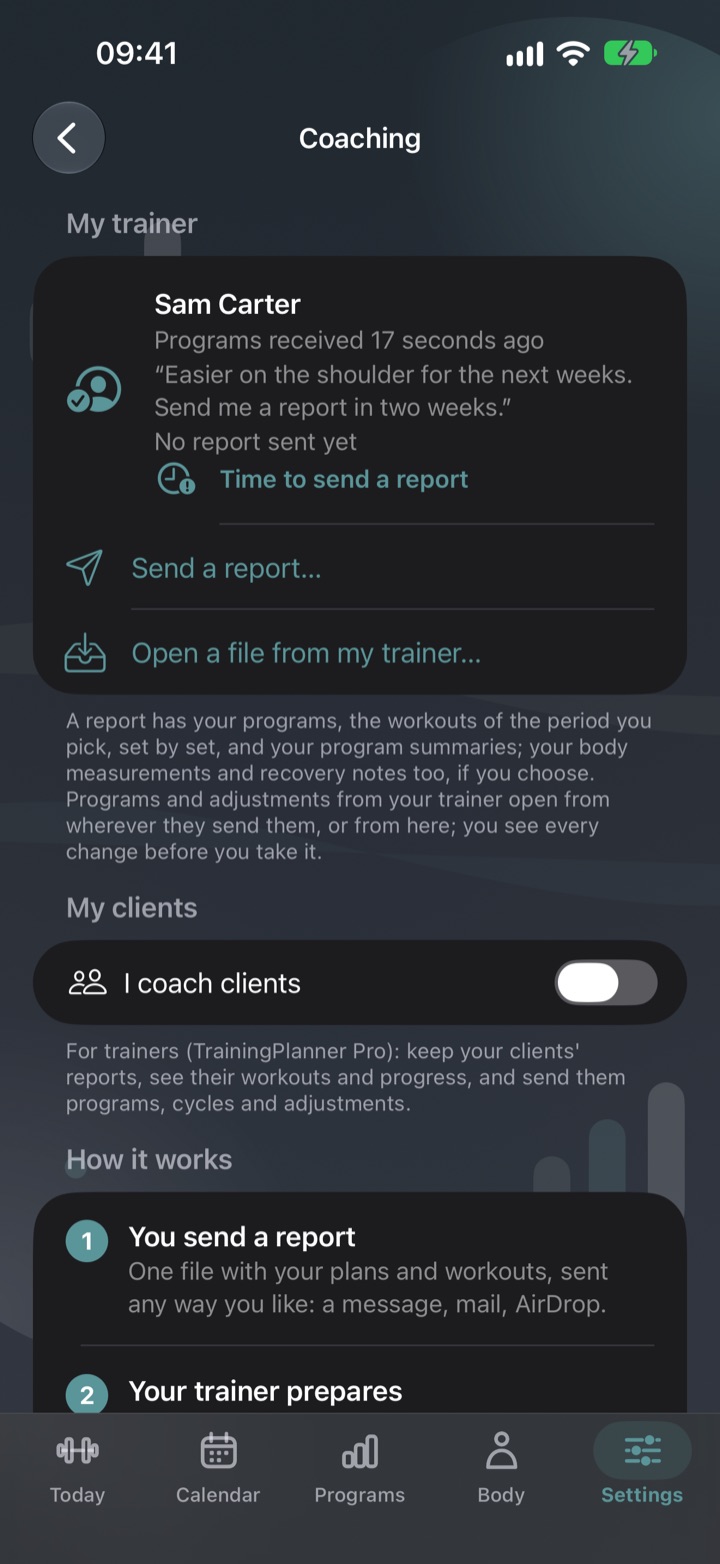 09:41
Coaching
My trainer
Sam Carter
Programs received 17 seconds ago
“Easier on the shoulder for the next weeks.
Send me a report in two weeks.”
No report sent yet
Time to send a report
Send a report...
Open a file from my trainer...
A report has your programs, the workouts of the period you
pick, set by set, and your program summaries; your body
measurements and recovery notes too, if you choose.
Programs and adjustments from your trainer open from
wherever they send them, or from here; you see every
change before you take it.
My clients
I coach clients
For trainers (TrainingPlanner Pro): keep your clients'
reports, see their workouts and progress, and send them
programs, cycles and adjustments.
How it works
1 You send a report
One file with your plans and workouts, sent
any way you like: a message, mail, AirDrop.
2 Your trainer prepares
Today Calendar Programs Body Settings